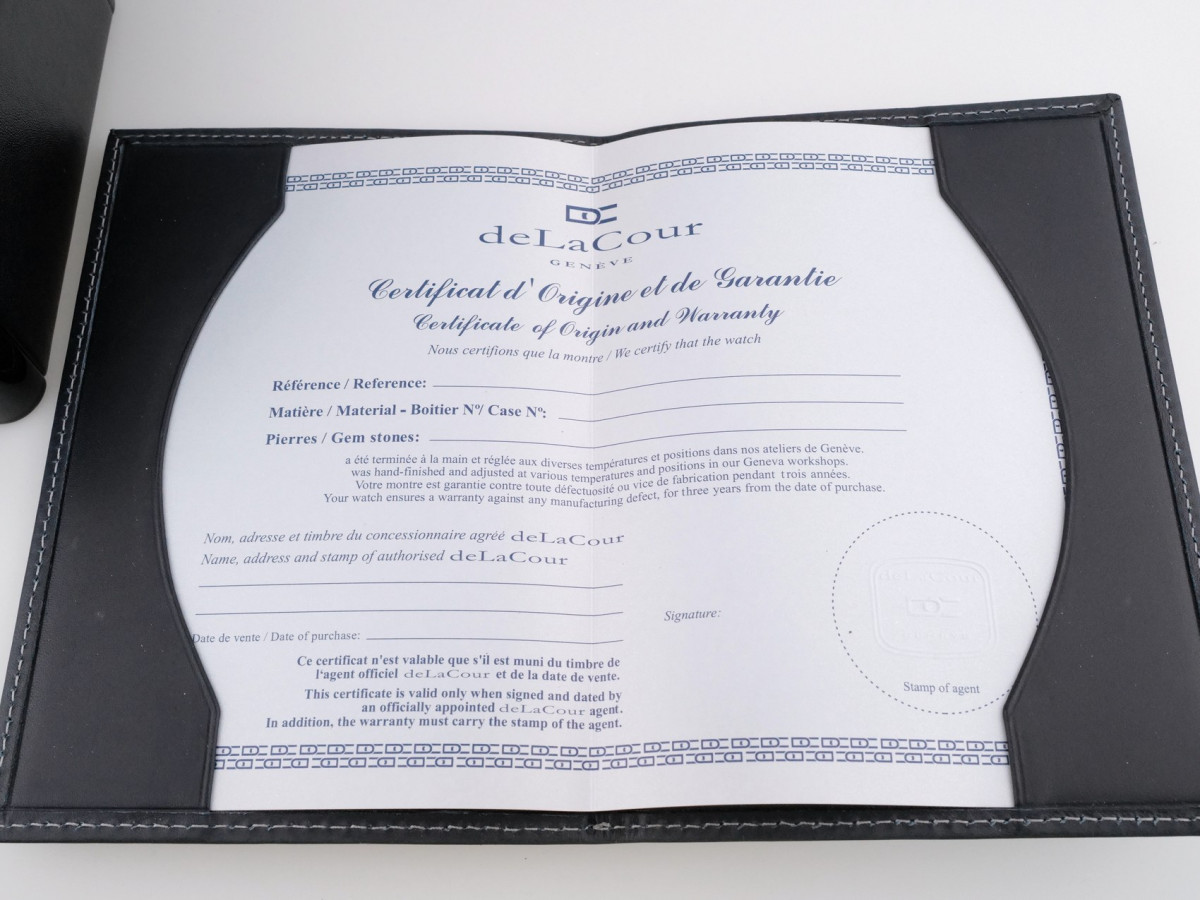 deLaCour
GENÈVE
Certificat d'Origine et de Garantie
Certificate of Origin and Warranty
Nous certifions que la montre / We certify that the watch
Référence / Reference:
Matière / Material - Boitier Nº/ Case Nº:
Pierres / Gem stones:
a été terminée à la main et réglée aux diverses températures et positions dans nos ateliers de Genève.
was hand-finished and adjusted at various temperatures and positions in our Geneva workshops.
Votre montre est garantie contre toute défectuosité ou vice de fabrication pendant trois années.
Your watch ensures a warranty against any manufacturing defect, for three years from the date of purchase.
Nom, adresse et timbre du concessionnaire agréé deLaCour
Name, address and stamp of authorised deLaCour
Date de vente / Date of purchase:
Ce certificat n'est valable que s'il est muni du timbre de
l'agent officiel deLaCour et de la date de vente.
This certificate is valid only when signed and dated by
an officially appointed deLaCour agent.
In addition, the warranty must carry the stamp of the agent.
Signature:
deLaCour
Stamp of agent